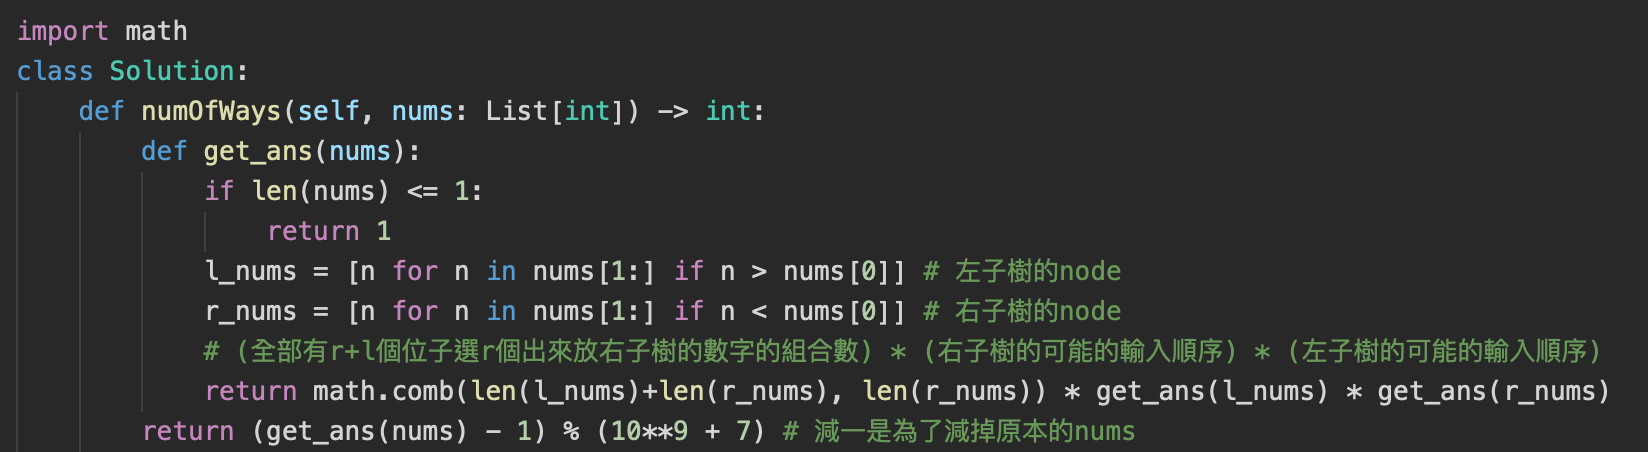 import math
class Solution:
    def numOfWays(self, nums: List[int]) -> int:
        def get_ans(nums):
            if len(nums) <= 1:
                return 1
            l_nums = [n for n in nums[1:] if n > nums[0]] # 左子樹的node
            r_nums = [n for n in nums[1:] if n < nums[0]] # 右子樹的node
            # (全部有r+l個位子選r個出來放右子樹的數字的組合數) * (右子樹的可能的輸入順序) * (左子樹的可能的輸入順序)
            return math.comb(len(l_nums)+len(r_nums), len(r_nums)) * get_ans(l_nums) * get_ans(r_nums)
        return (get_ans(nums) - 1) % (10**9 + 7) # 減一是為了減掉原本的nums